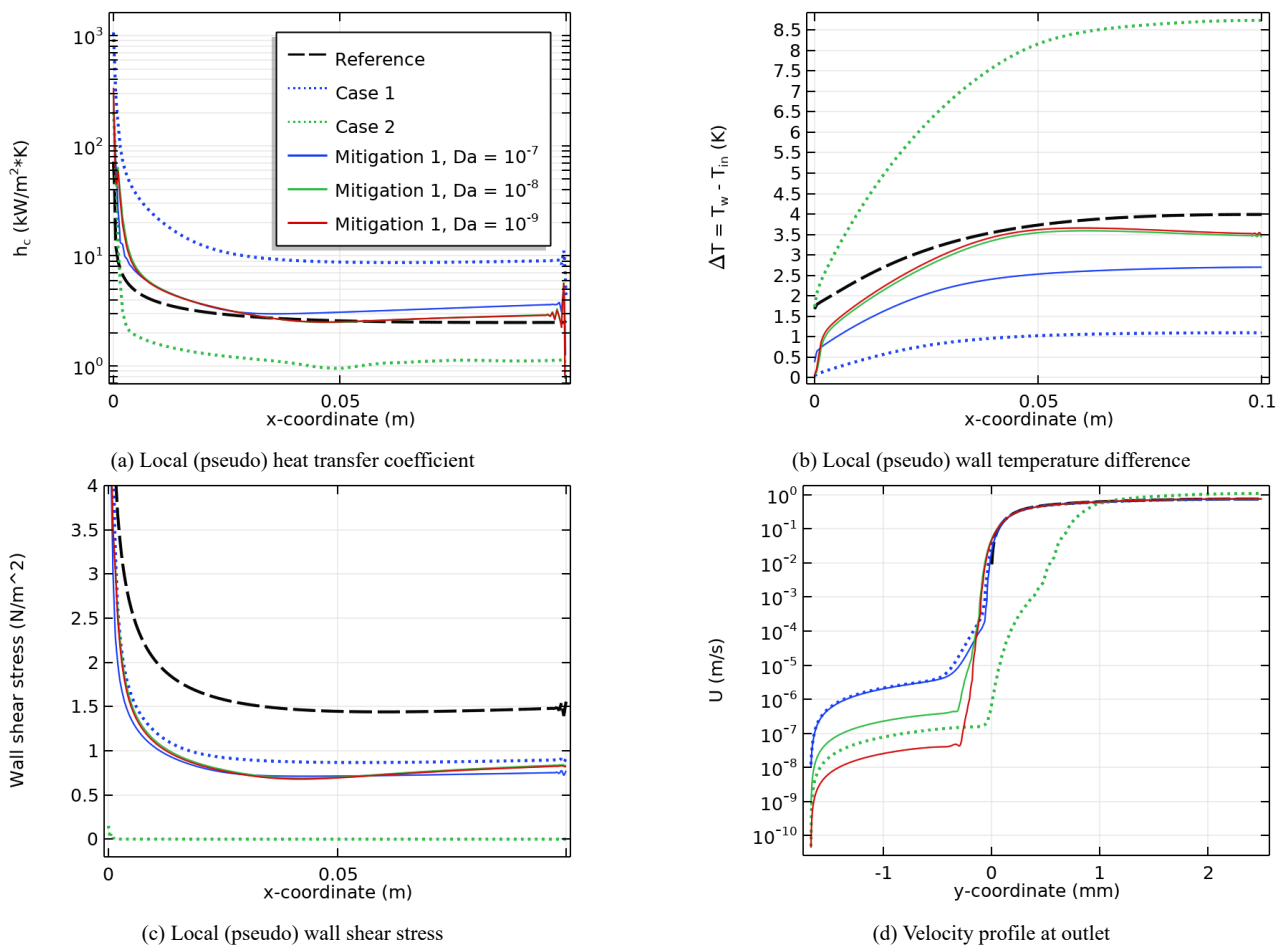 10³
10²
10¹
10⁰
h_c (kW/m²*K)
Reference
Case 1
Case 2
Mitigation 1, Da = 10⁻⁷
Mitigation 1, Da = 10⁻⁸
Mitigation 1, Da = 10⁻⁹
0
0.05
x-coordinate (m)
(a) Local (pseudo) heat transfer coefficient
8.5
8
7.5
7
6.5
6
5.5
5
4.5
4
3.5
3
2.5
2
1.5
1
0.5
0
ΔT = T_w - T_in (K)
0
0.05
0.1
x-coordinate (m)
(b) Local (pseudo) wall temperature difference
4
3.5
3
2.5
2
1.5
1
0.5
0
Wall shear stress (N/m^2)
0
0.05
x-coordinate (m)
(c) Local (pseudo) wall shear stress
10⁰
10⁻¹
10⁻²
10⁻³
10⁻⁴
10⁻⁵
10⁻⁶
10⁻⁷
10⁻⁸
10⁻⁹
10⁻¹⁰
U (m/s)
-1
0
1
2
y-coordinate (mm)
(d) Velocity profile at outlet